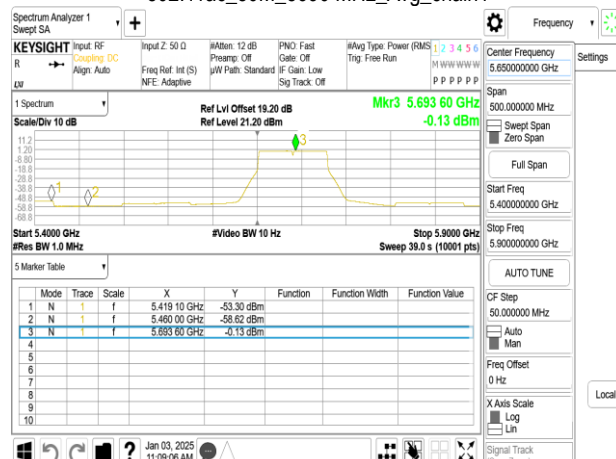 Spectrum Analyzer 1
Swept SA
Frequency
KEYSIGHT
R
Input: RF
Coupling: DC
Align: Auto
Input Z: 50 Ω
Freq Ref: Int (S)
NFE: Adaptive
#Atten: 12 dB
Preamp: Off
µW Path: Standard
PNO: Fast
Gate: Off
IF Gain: Low
Sig Track: Off
#Avg Type: Power (RMS)
Trig: Free Run
1 2 3 4 5 6
M W W W W W
P P P P P P
1 Spectrum
Scale/Div 10 dB
Ref Lvl Offset 19.20 dB
Ref Level 21.20 dBm
Mkr3 5.693 60 GHz
-0.13 dBm
11.2
1.20
-8.80
-18.8
-28.8
-38.8
-48.8
-58.8
-68.8
1
2
3
Start 5.4000 GHz
#Res BW 1.0 MHz
#Video BW 10 Hz
Stop 5.9000 GHz
Sweep 39.0 s (10001 pts)
5 Marker Table
Mode Trace Scale X Y Function Function Width Function Value
1 N 1 f 5.419 10 GHz -53.30 dBm
2 N 1 f 5.460 00 GHz -58.62 dBm
3 N 1 f 5.693 60 GHz -0.13 dBm
4
5
6
7
8
9
10
Jan 03, 2025
11:09:06 AM
Center Frequency
5.650000000 GHz
Settings
Span
500.000000 MHz
Swept Span
Zero Span
Full Span
Start Freq
5.400000000 GHz
Stop Freq
5.900000000 GHz
AUTO TUNE
CF Step
50.000000 MHz
Auto
Man
Freq Offset
0 Hz
X Axis Scale
Log
Lin
Local
Signal Track